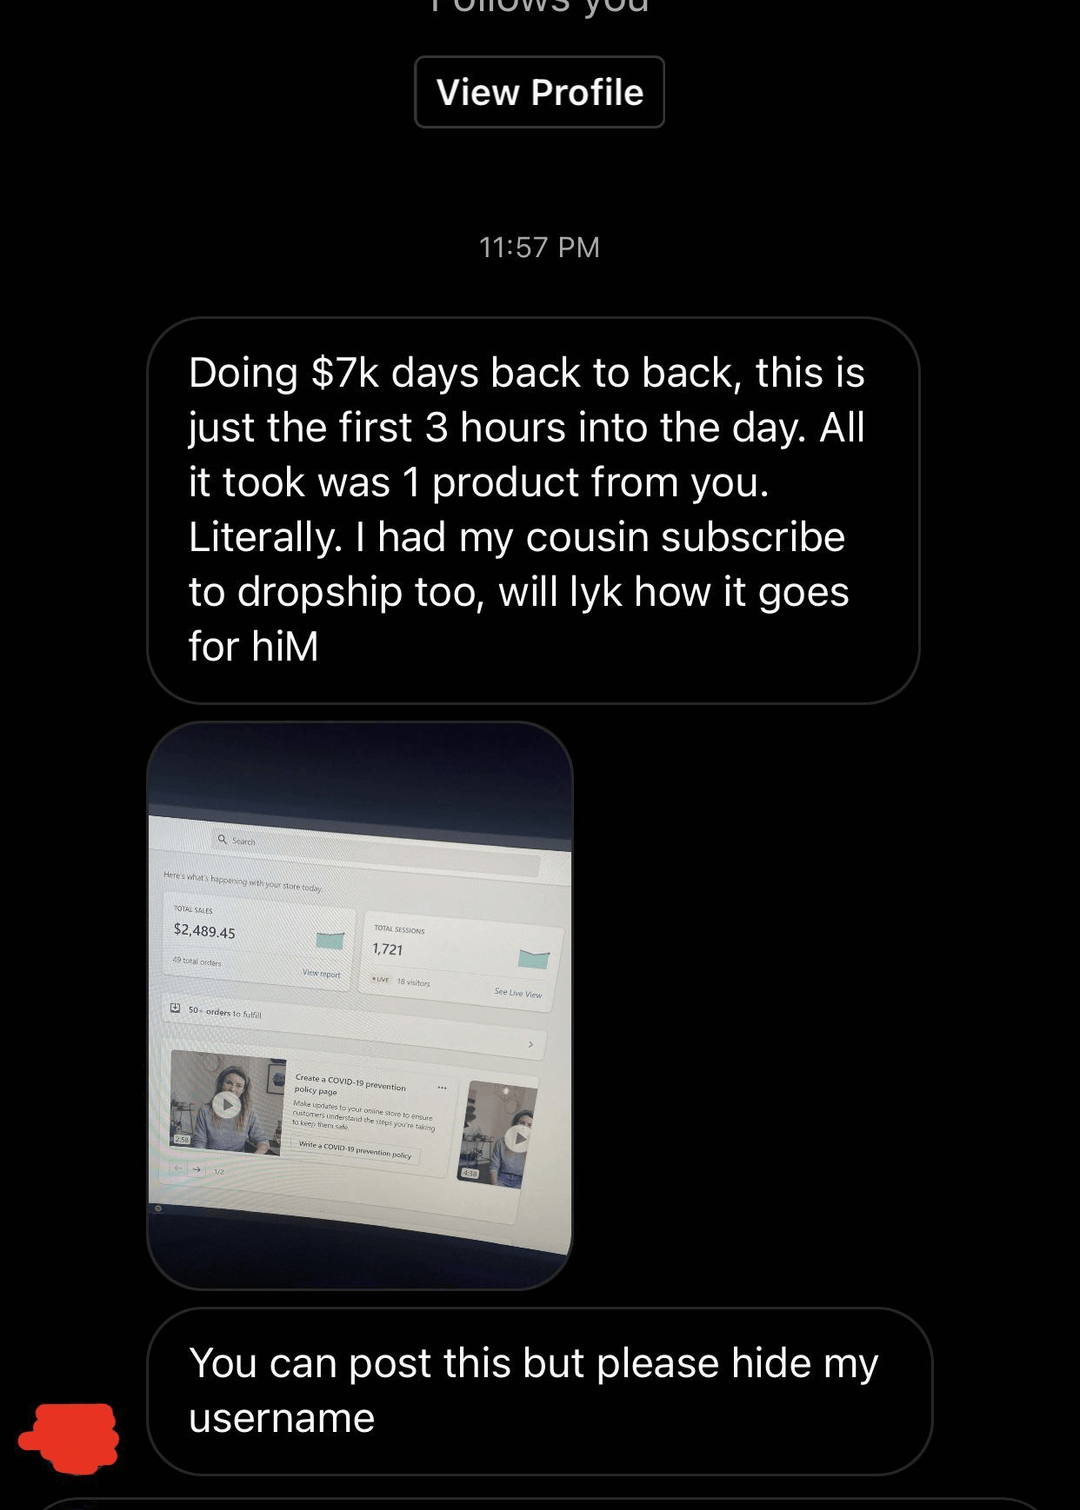 Follows you
View Profile
11:57 PM
Doing $7k days back to back, this is
just the first 3 hours into the day. All
it took was 1 product from you.
Literally. I had my cousin subscribe
to dropship too, will lyk how it goes
for hiM
Search
Here's what's happening with your store today.
TOTAL SALES
$2,489.45
49 total orders
View report
TOTAL SESSIONS
1,721
LIVE 18 visitors
See Live View
50+ orders to fulfill
Create a COVID-19 prevention
policy page
Make updates to your online store to ensure
customers understand the steps you're taking
to keep them safe.
Write a COVID-19 prevention policy
2:58
4:38
1/2
You can post this but please hide my
username